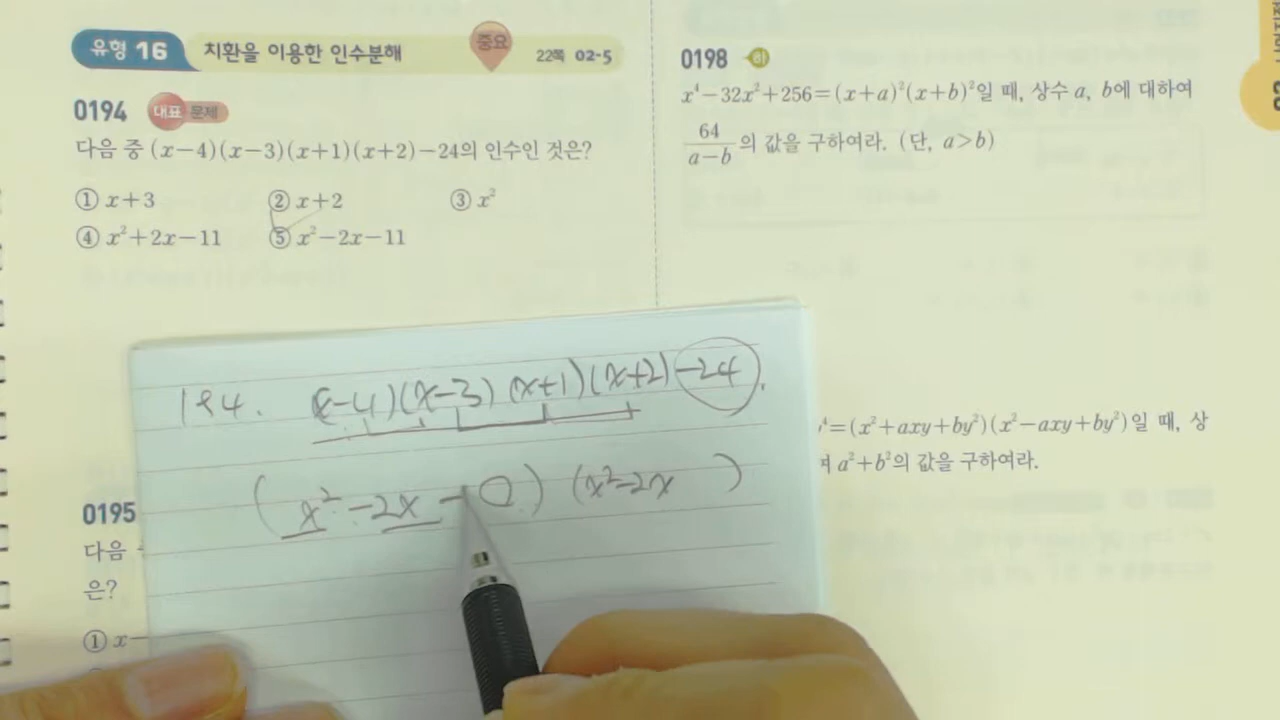 유형 16 치환을 이용한 인수분해 중요 22쪽 02-5
0194 대표 문제
다음 중 (x-4)(x-3)(x+1)(x+2)-24의 인수인 것은?
① x+3 ② x+2 ③ x²
④ x²+2x-11 ⑤ x²-2x-11
194. (x-4)(x-3)(x+1)(x+2)-24.
(x²-2x-0) (x²-2x )
0195
다음
은?
① x-
0198
x⁴-32x²+256=(x+a)²(x+b)²일 때, 상수 a, b에 대하여
64/(a-b)의 값을 구하여라. (단, a>b)
⁴=(x²+axy+by²)(x²-axy+by²)일 때, 상
a²+b²의 값을 구하여라.